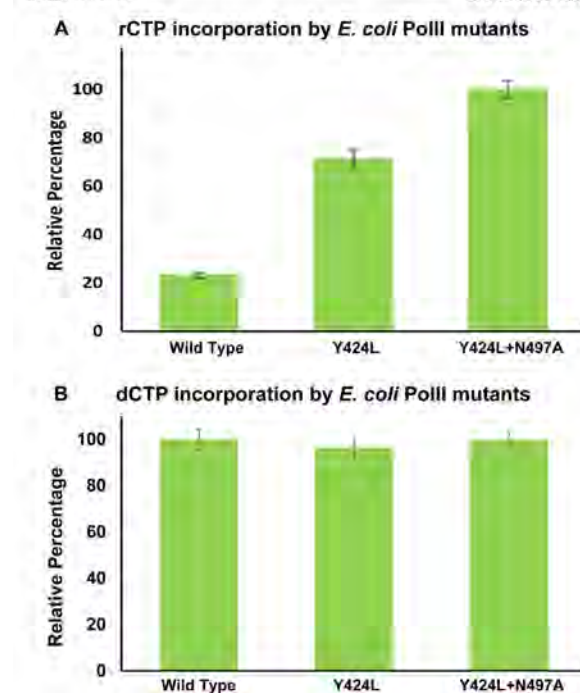 A rCTP incorporation by E. coli PolII mutants
Relative Percentage
100
80
60
40
20
0
Wild Type Y424L Y424L+N497A
B dCTP incorporation by E. coli PolII mutants
Relative Percentage
100
80
60
40
20
0
Wild Type Y424L Y424L+N497A